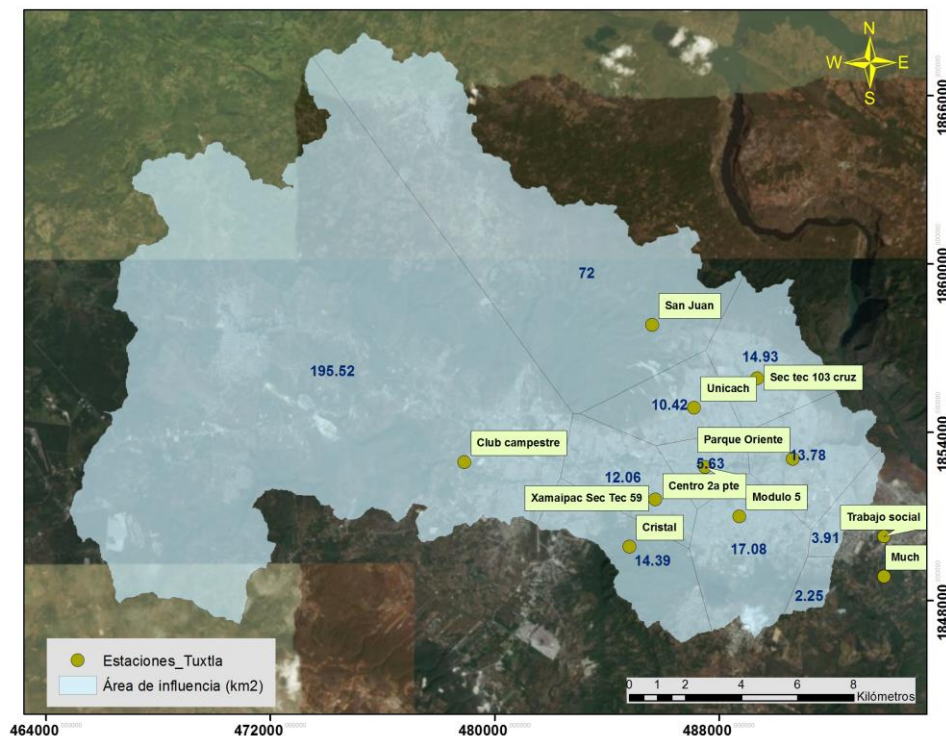 N
W E
S
1866000
1860000
1854000
1848000
72
San Juan
195.52
14.93
Sec tec 103 cruz
Unicach
10.42
Club campestre
Parque Oriente
13.78
5.63
12.06
Centro 2a pte
Xamaipac Sec Tec 59
Modulo 5
Cristal
Trabajo social
3.91
17.08
14.39
Much
2.25
Estaciones_Tuxtla
Área de influencia (km2)
0 1 2 4 6 8
Kilómetros
464000 472000 480000 488000